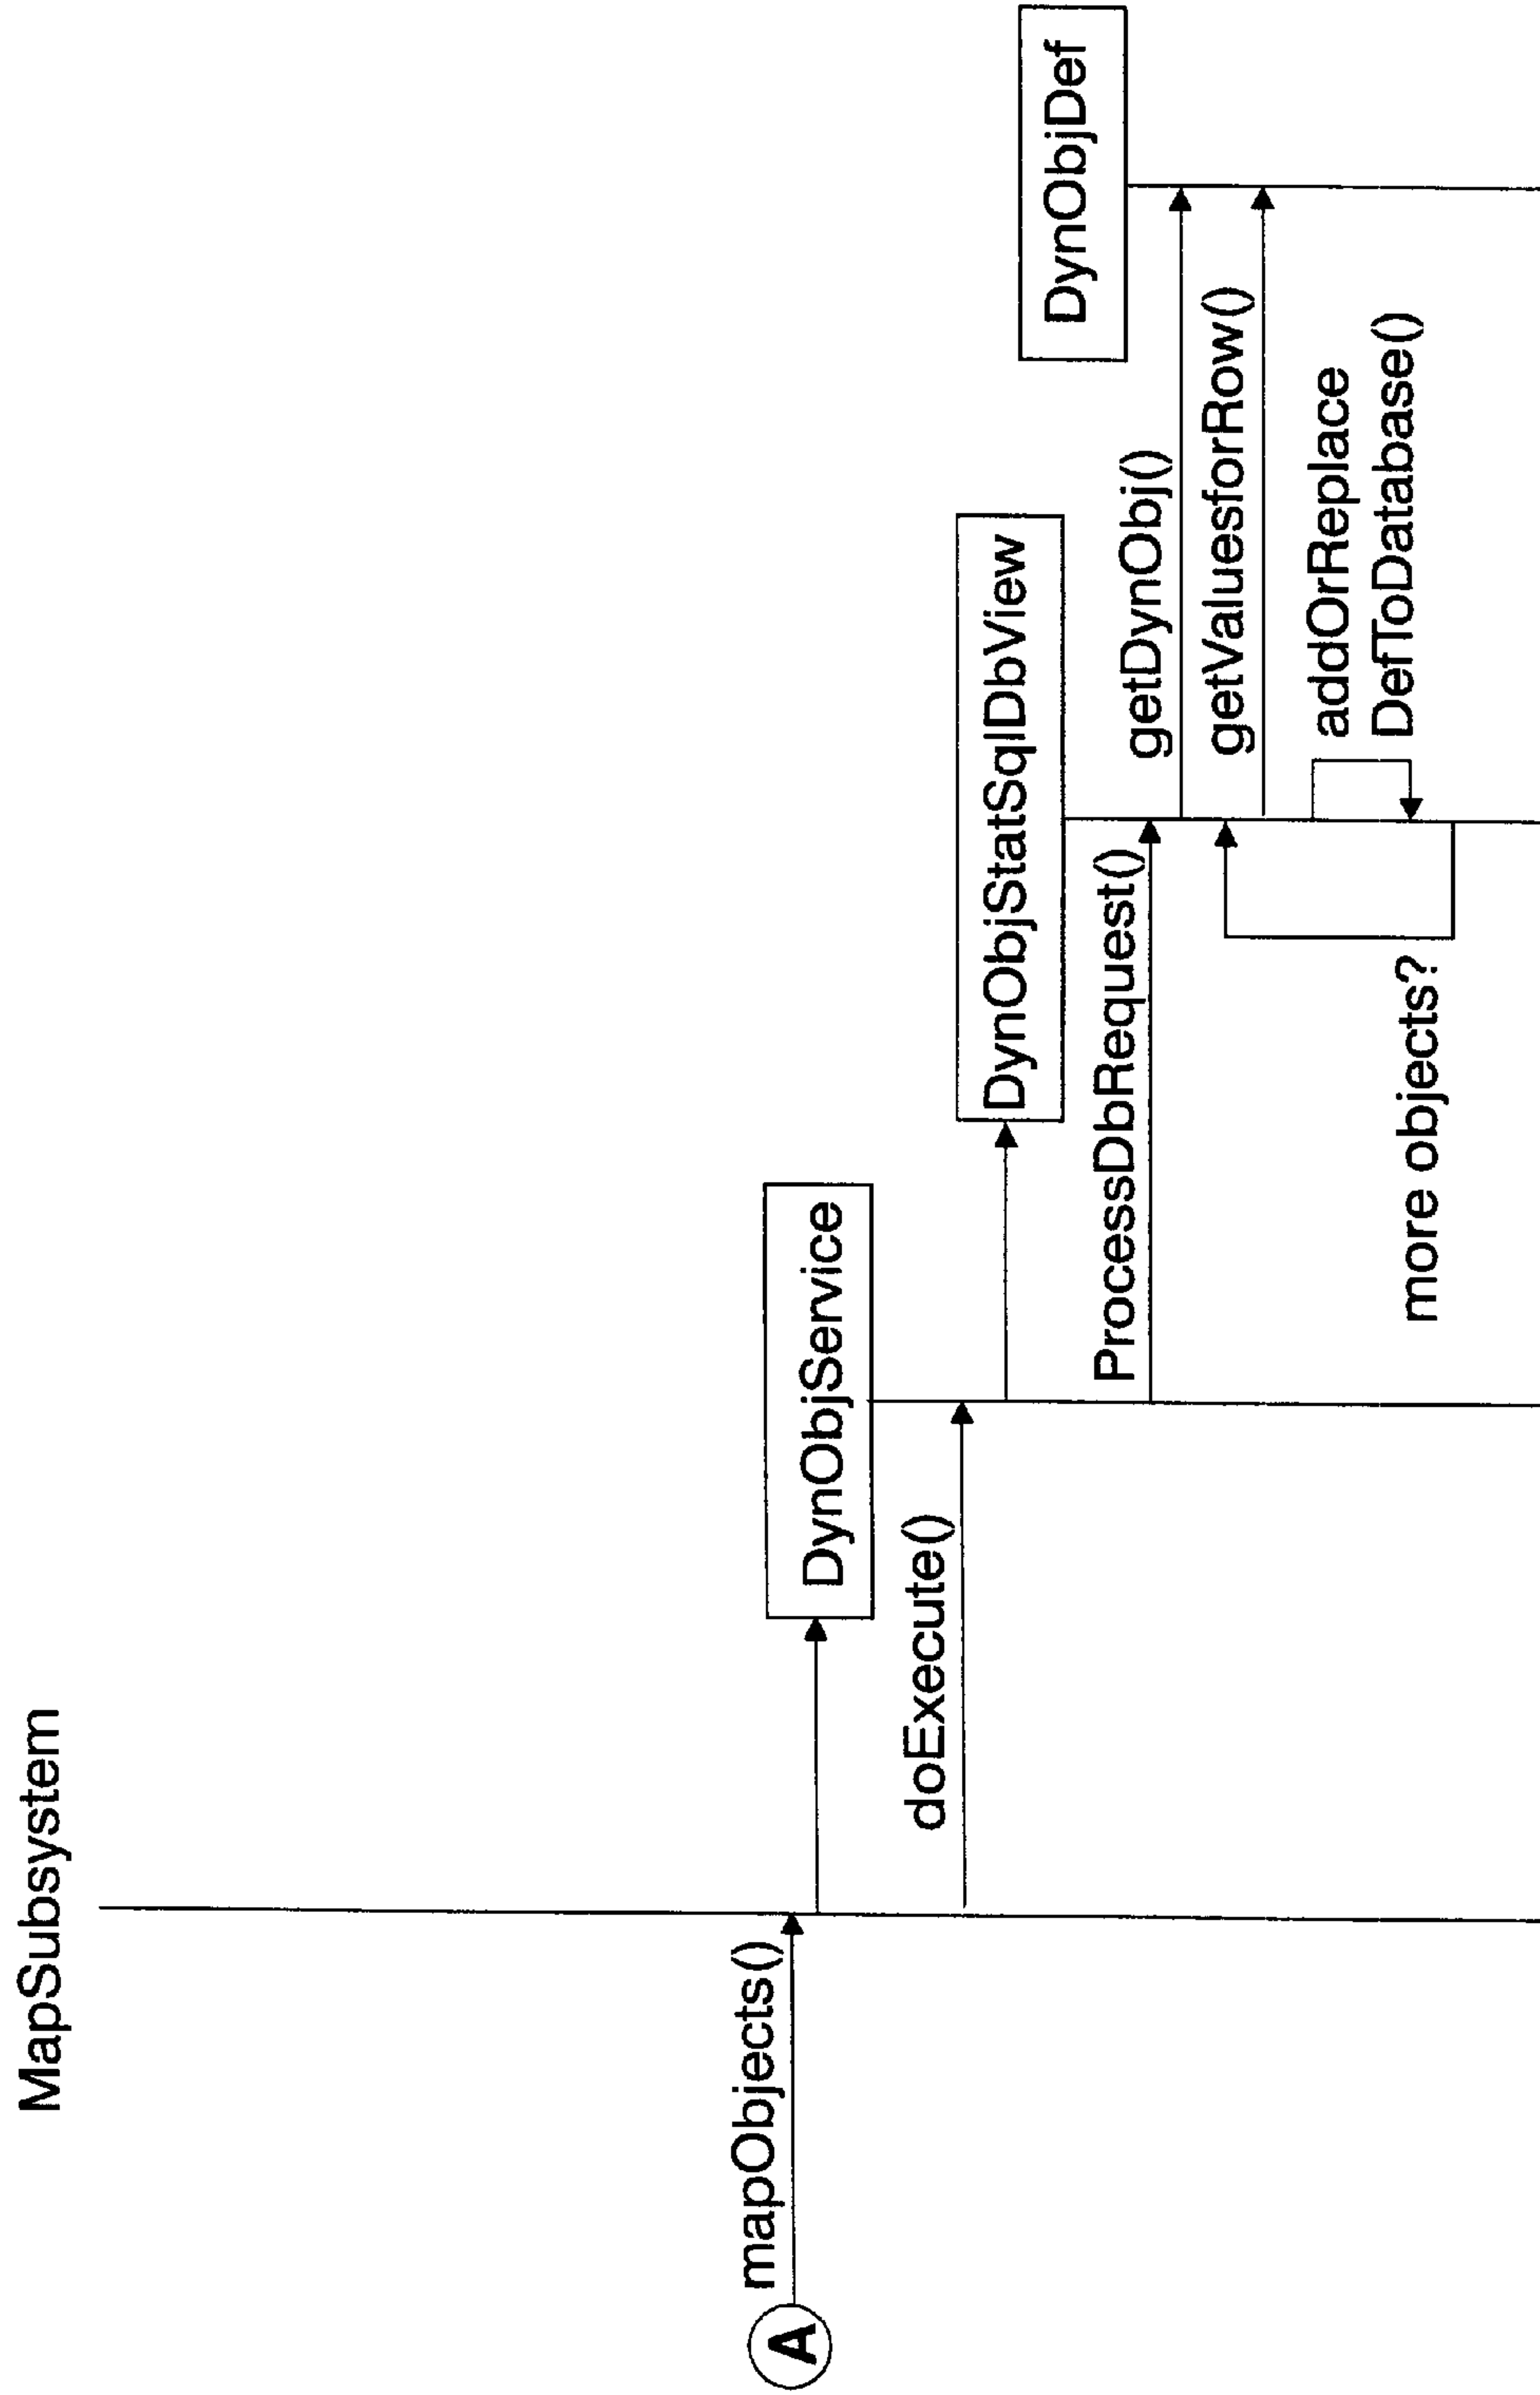 MapSubsystem
A
mapObjects()
DynObjService
doExecute()
DynObjStatSqlDbView
DynObjDef
ProcessDbRequest()
getDynObj()
getValuesforRow()
addOrReplace
DefToDatabase()
more objects?